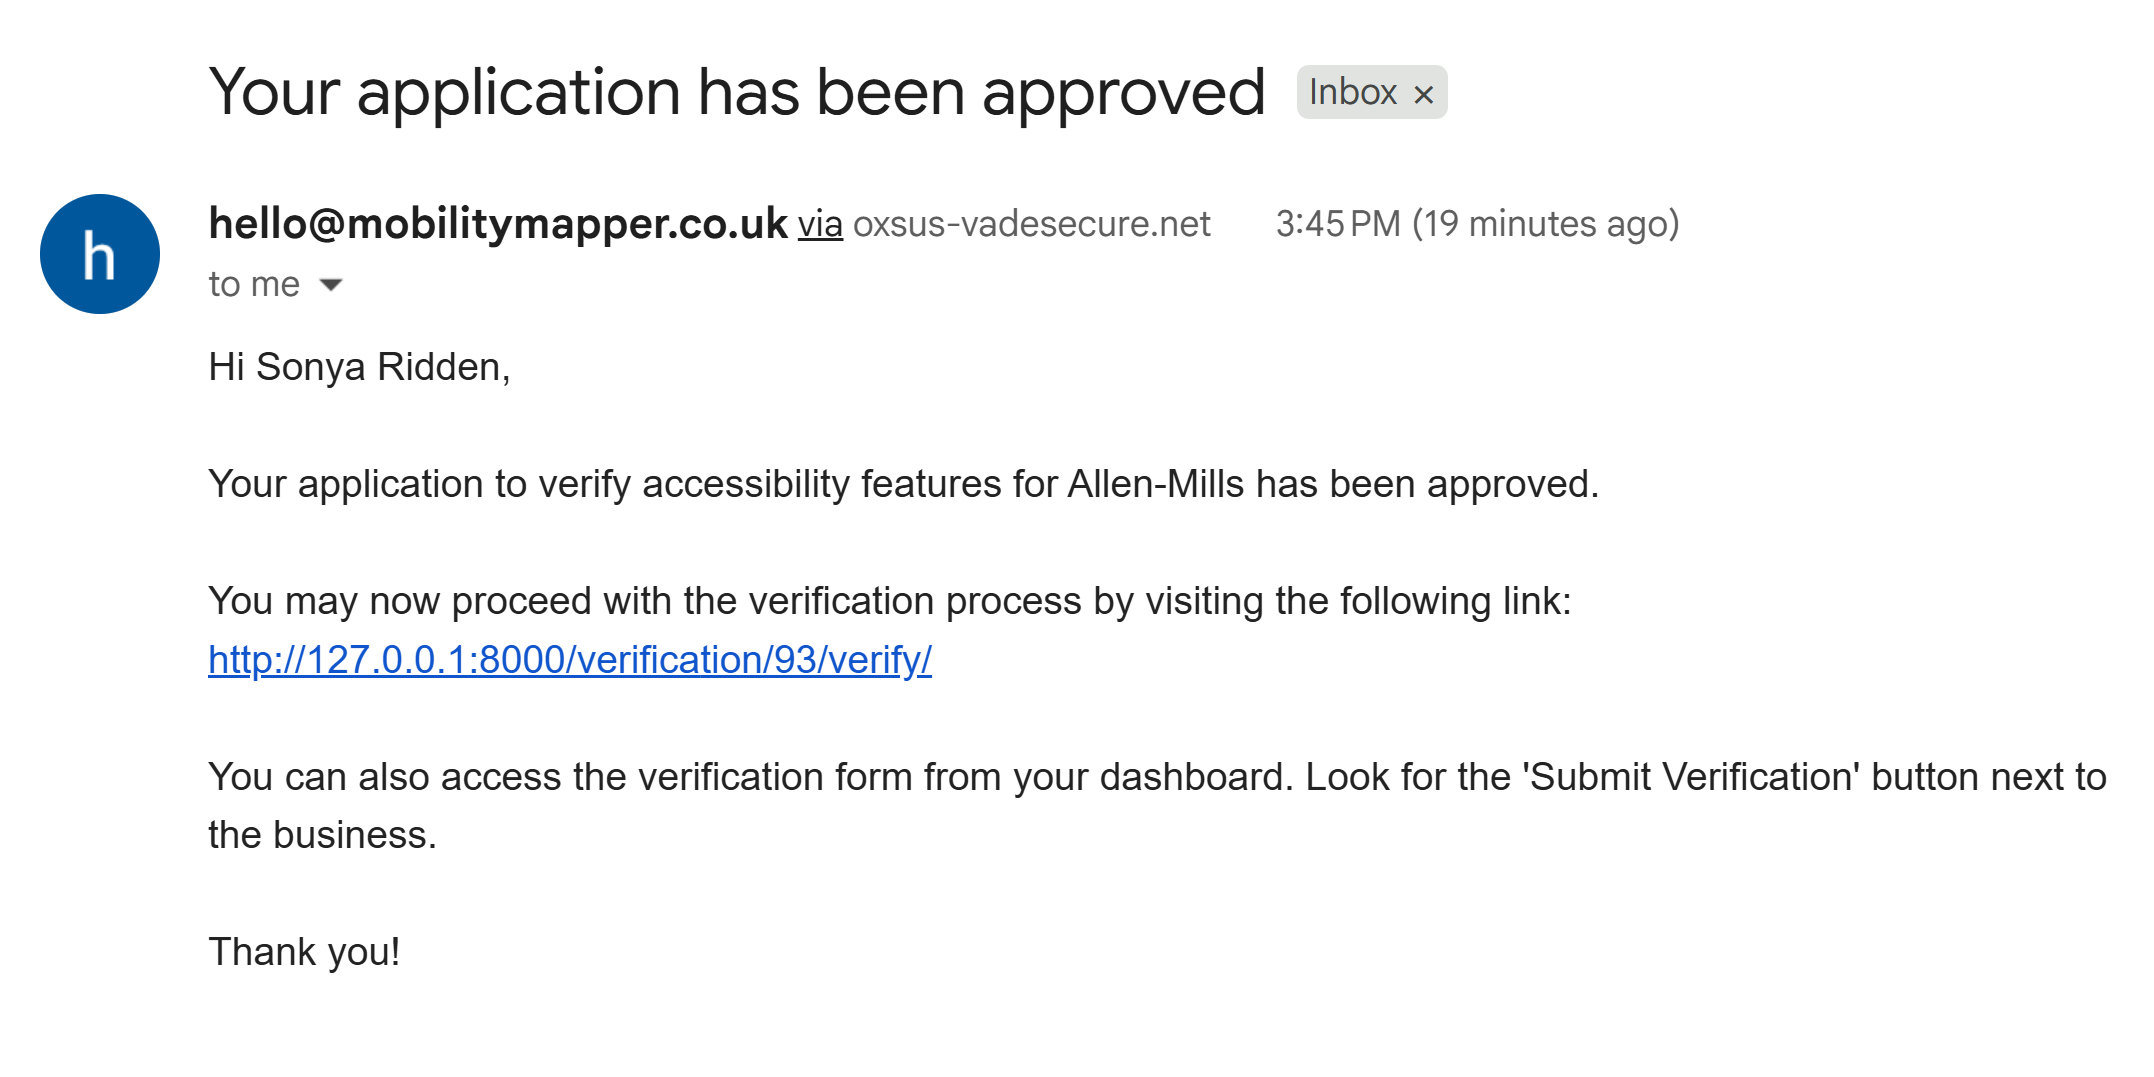 Your application has been approved Inbox ×
h
hello@mobilitymapper.co.uk via oxsus-vadesecure.net 3:45 PM (19 minutes ago)
to me
Hi Sonya Ridden,
Your application to verify accessibility features for Allen-Mills has been approved.
You may now proceed with the verification process by visiting the following link:
http://127.0.0.1:8000/verification/93/verify/
You can also access the verification form from your dashboard. Look for the 'Submit Verification' button next to
the business.
Thank you!